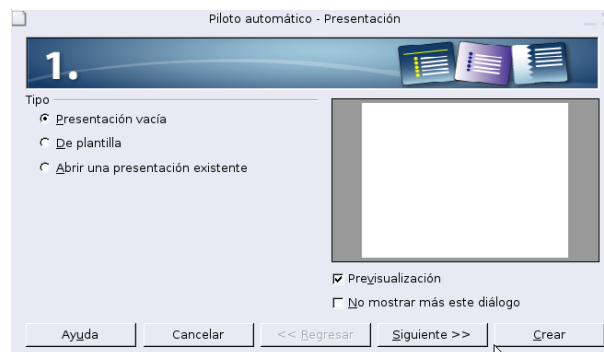 Piloto automático - Presentación
1.
Tipo
Presentación vacía
De plantilla
Abrir una presentación existente
Previsualización
No mostrar más este diálogo
Ayuda Cancelar << Regresar Siguiente >> Crear